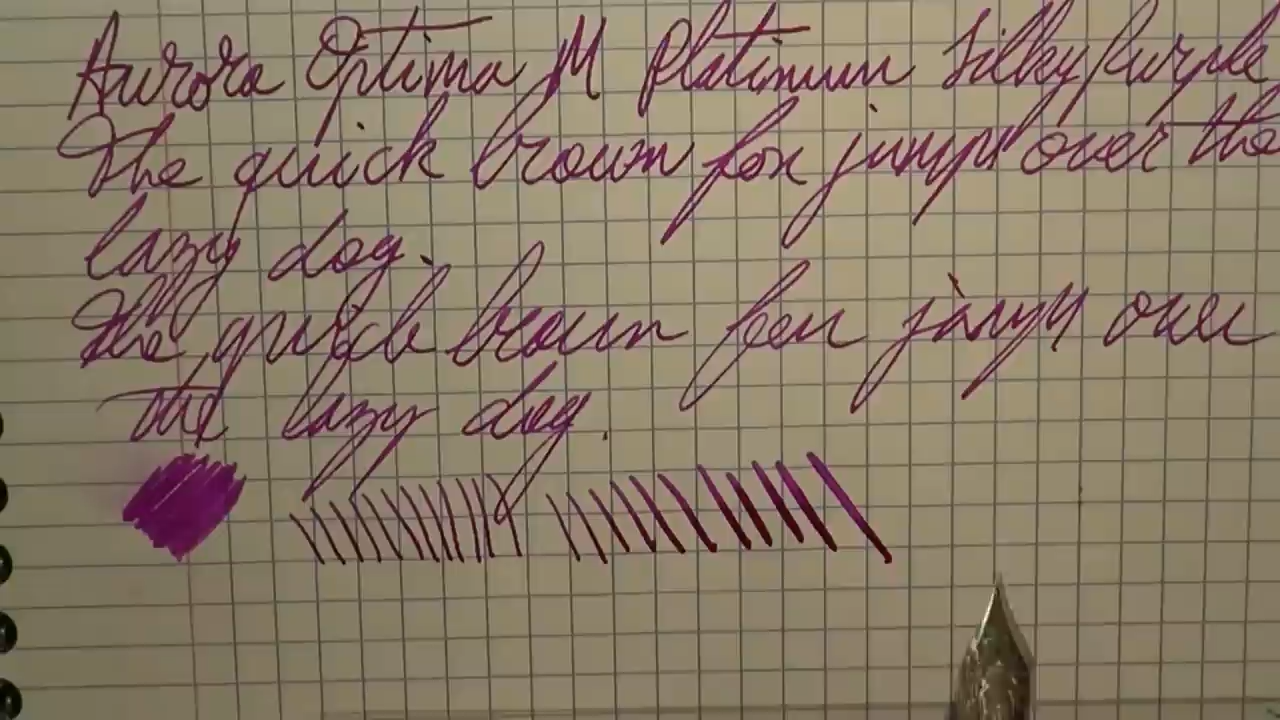 Aurora Optima M Platinum Silky Purple
The quick brown fox jumps over the
lazy dog.
The quick brown fox jumps over
the lazy dog.